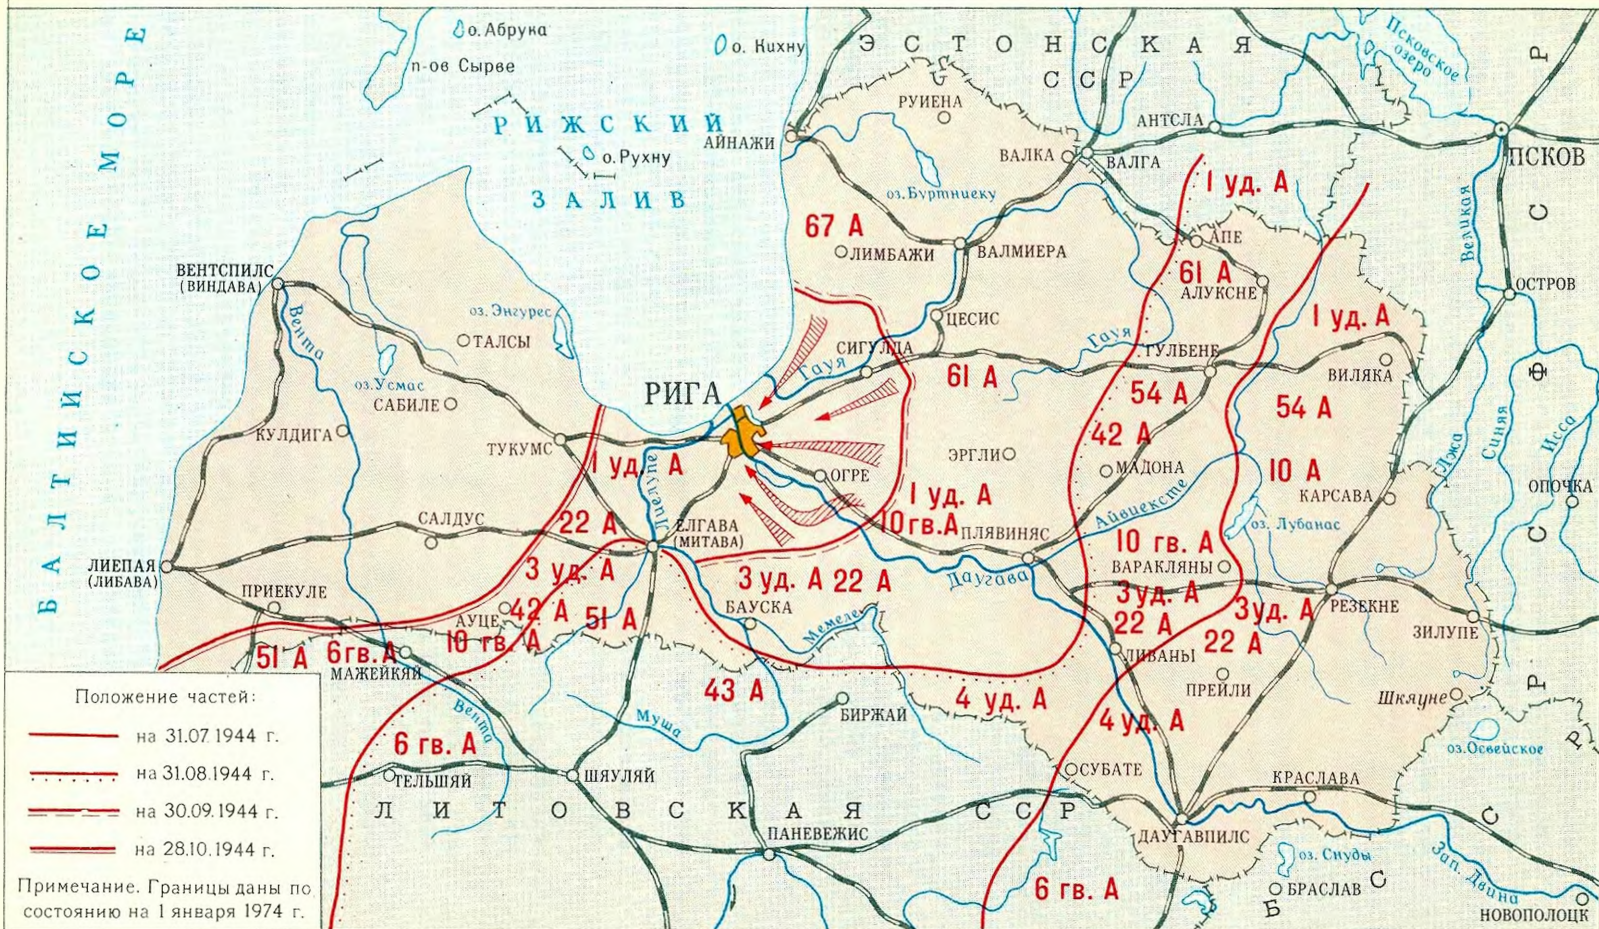 БАЛТИЙСКОЕ МОРЕ
о. Абрука
п-ов Сырве
о. Кихну
ЭСТОНСКАЯ
ССР
Псковское
озеро
РИЖСКИЙ
ЗАЛИВ
о. Рухну
РУИЕНА
АЙНАЖИ
ВАЛКА
ВАЛГА
АНТСЛА
ПСКОВ
оз. Буртниеку
1 уд. А
67 А
ЛИМБАЖИ
ВАЛМИЕРА
АПЕ
61 А
АЛУКСНЕ
Великая
ОСТРОВ
ВЕНТСПИЛС
(ВИНДАВА)
Вента
оз. Энгурес
ТАЛСЫ
оз. Усмас
САБИЛЕ
КУЛДИГА
ЦЕСИС
СИГУЛДА
Гауя
Гауя
ГУЛБЕНЕ
1 уд. А
ВИЛЯКА
РИГА
61 А
54 А
54 А
42 А
ТУКУМС
1 уд. А
Лиелупе
ОГРЕ
ЭРГЛИ
МАДОНА
10 А
КАРСАВА
Лжа
Синяя
Исса
ОПОЧКА
1 уд. А
10гв.А
ПЛЯВИНЯС
Айвиексте
оз. Лубанас
САЛДУС
22 А
ЕЛГАВА
(МИТАВА)
ЛИЕПАЯ
(ЛИБАВА)
3 уд. А
3 уд. А
22 А
Даугава
10 гв. А
ВАРАКЛЯНЫ
3уд. А
3уд. А
РЕЗЕКНЕ
ПРИЕКУЛЕ
АУЦЕ
42 А
51 А
БАУСКА
Мемеле
22 А
22 А
ЗИЛУПЕ
51 А
6гв. А
10 гв. А
МАЖЕЙКЯЙ
ЛИВАНЫ
ПРЕЙЛИ
Шкяуне
43 А
4 уд. А
4 уд. А
БИРЖАЙ
Муша
Вента
6 гв. А
ТЕЛЬШЯЙ
ШЯУЛЯЙ
оз. Освейское
СУБАТЕ
КРАСЛАВА
ЛИТОВСКАЯ ССР
ПАНЕВЕЖИС
ДАУГАВПИЛС
оз. Снуды
БРАСЛАВ
Зап. Двина
6 гв. А
НОВОПОЛОЦК
РСФСР
БССР
Положение частей:
на 31.07.1944 г.
на 31.08.1944 г.
на 30.09.1944 г.
на 28.10.1944 г.
Примечание. Границы даны по
состоянию на 1 января 1974 г.